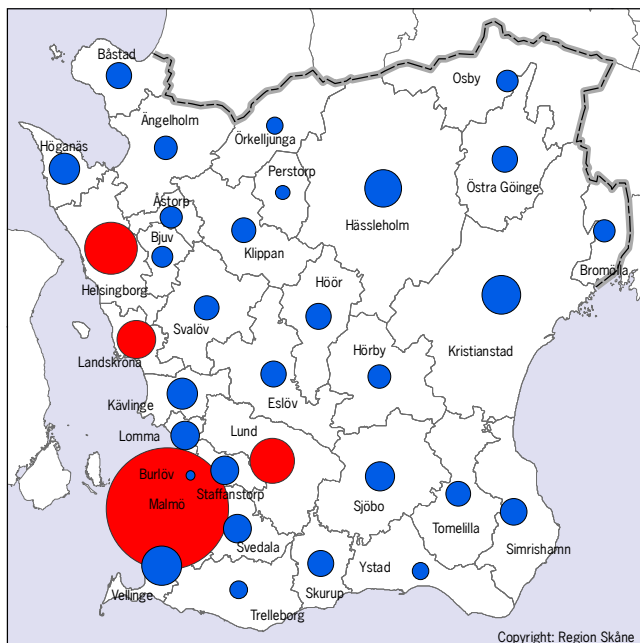 Båstad
Osby
Ängelholm
Örkelljunga
Höganäs
Perstorp
Östra Göinge
Åstorp
Hässleholm
Bjuv
Klippan
Höör
Bromölla
Helsingborg
Svalöv
Kristianstad
Hörby
Landskrona
Kävlinge
Eslöv
Lund
Lomma
Burlöv
Staffanstorp
Malmö
Sjöbo
Tomelilla
Svedala
Simrishamn
Ystad
Vellinge
Skurup
Trelleborg
Copyright: Region Skåne